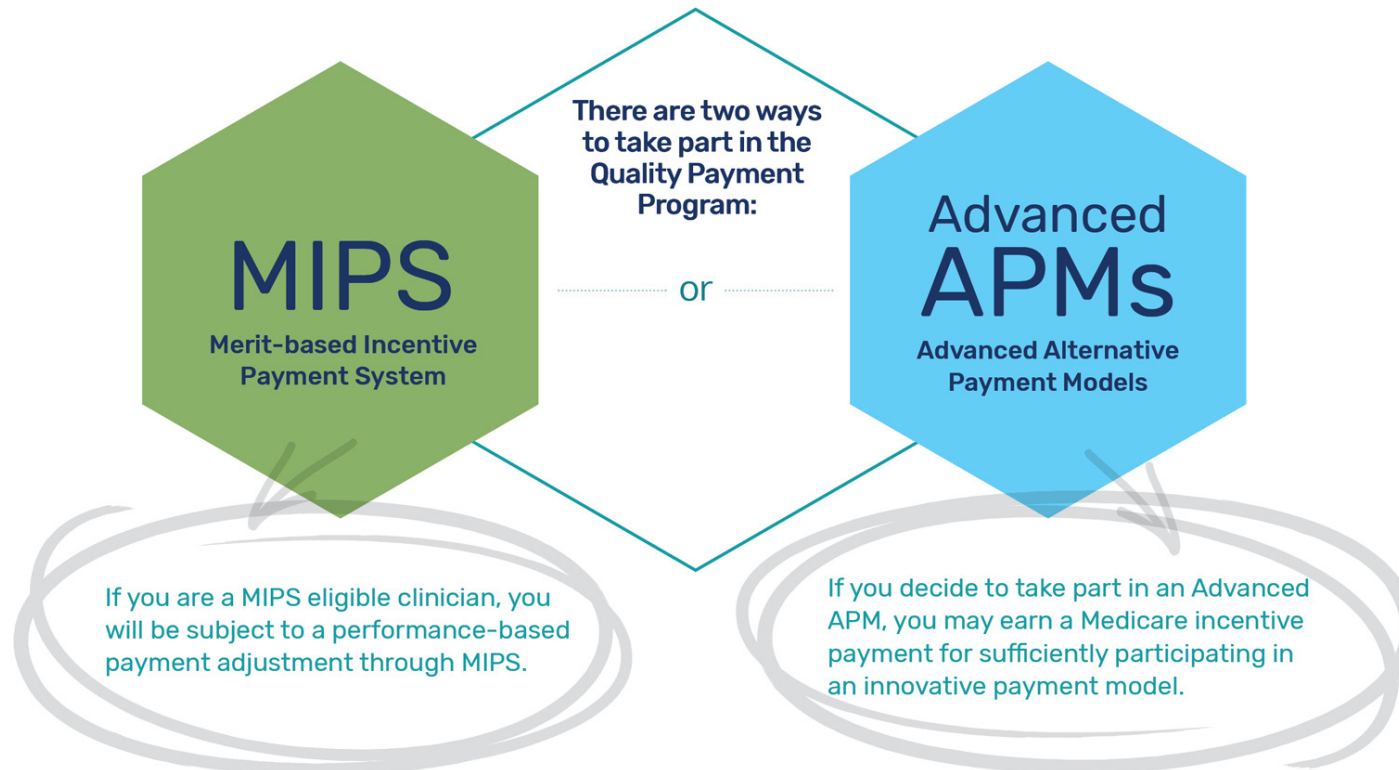 There are two ways
to take part in the
Quality Payment
Program:
MIPS
Merit-based Incentive
Payment System
or
Advanced
APMs
Advanced Alternative
Payment Models
If you are a MIPS eligible clinician, you
will be subject to a performance-based
payment adjustment through MIPS.
If you decide to take part in an Advanced
APM, you may earn a Medicare incentive
payment for sufficiently participating in
an innovative payment model.